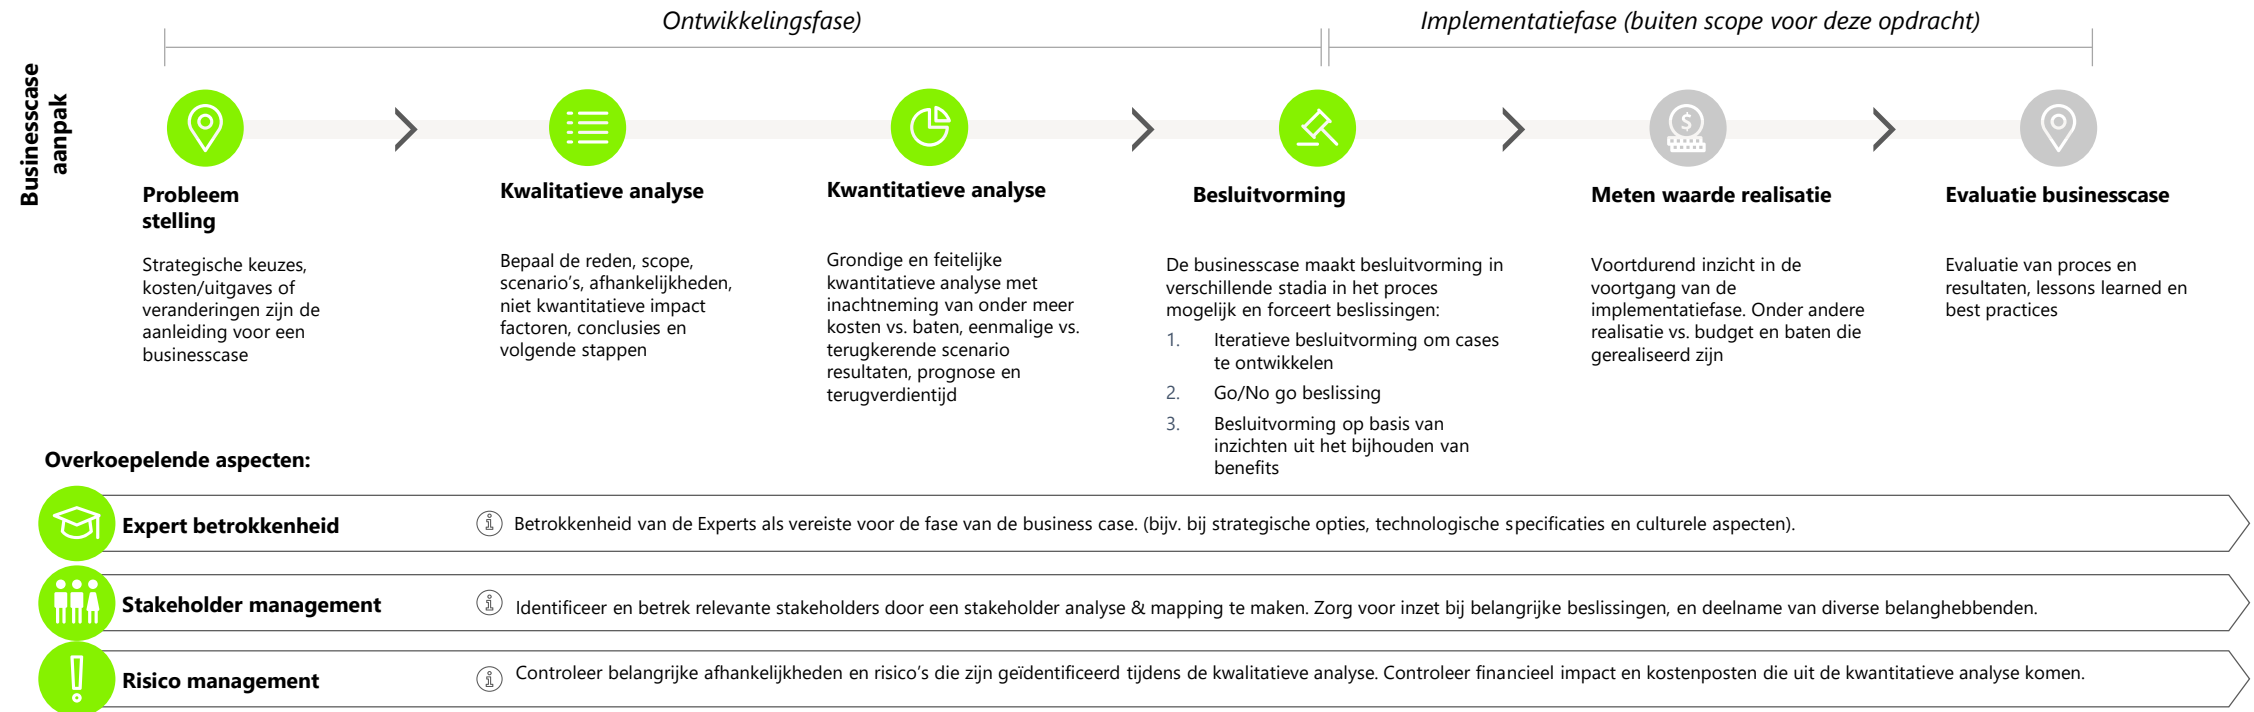 Ontwikkelingsfase)
Implementatiefase (buiten scope voor deze opdracht)
Businesscase
aanpak
Probleem
stelling
Strategische keuzes,
kosten/uitgaves of
veranderingen zijn de
aanleiding voor een
businesscase
Kwalitatieve analyse
Bepaal de reden, scope,
scenario’s, afhankelijkheden,
niet kwantitatieve impact
factoren, conclusies en
volgende stappen
Kwantitatieve analyse
Grondige en feitelijke
kwantitatieve analyse met
inachtneming van onder meer
kosten vs. baten, eenmalige vs.
terugkerende scenario
resultaten, prognose en
terugverdientijd
Besluitvorming
De businesscase maakt besluitvorming in
verschillende stadia in het proces
mogelijk en forceert beslissingen:
1. Iteratieve besluitvorming om cases
te ontwikkelen
2. Go/No go beslissing
3. Besluitvorming op basis van
inzichten uit het bijhouden van
benefits
Meten waarde realisatie
Voortdurend inzicht in de
voortgang van de
implementatiefase. Onder andere
realisatie vs. budget en baten die
gerealiseerd zijn
Evaluatie businesscase
Evaluatie van proces en
resultaten, lessons learned en
best practices
Overkoepelende aspecten:
Expert betrokkenheid
Betrokkenheid van de Experts als vereiste voor de fase van de business case. (bijv. bij strategische opties, technologische specificaties en culturele aspecten).
Stakeholder management
Identificeer en betrek relevante stakeholders door een stakeholder analyse & mapping te maken. Zorg voor inzet bij belangrijke beslissingen, en deelname van diverse belanghebbenden.
Risico management
Controleer belangrijke afhankelijkheden en risico’s die zijn geïdentificeerd tijdens de kwalitatieve analyse. Controleer financieel impact en kostenposten die uit de kwantitatieve analyse komen.